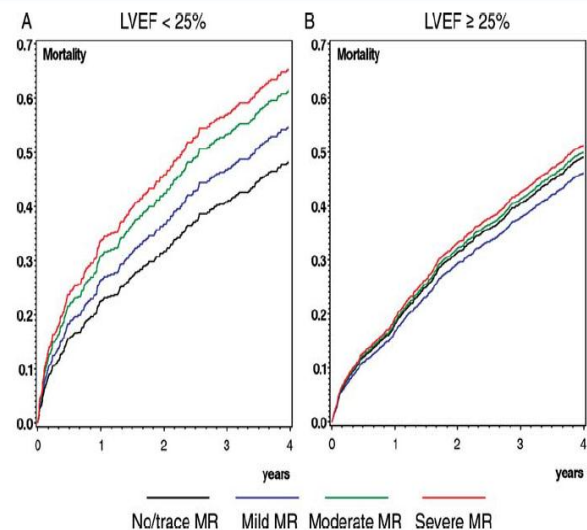 A LVEF < 25%
B LVEF ≥ 25%
Mortality
0.7
0.6
0.5
0.4
0.3
0.2
0.1
0.0
0 1 2 3 4
years
Mortality
0.7
0.6
0.5
0.4
0.3
0.2
0.1
0.0
0 1 2 3 4
years
No/trace MR Mild MR Moderate MR Severe MR